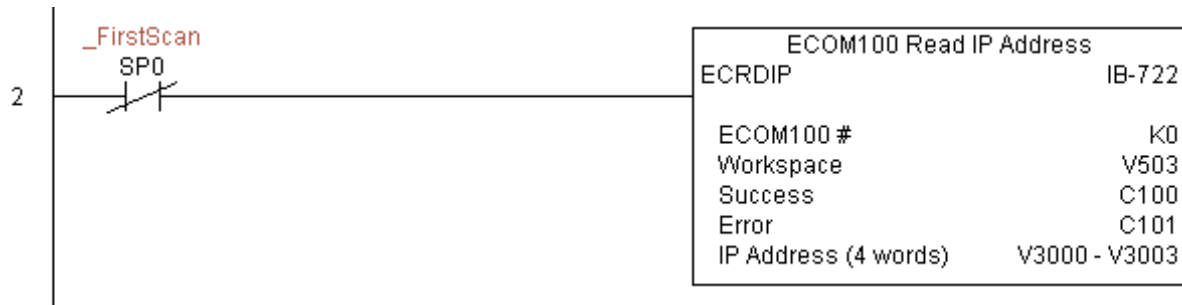 _FirstScan
SP0
2
ECOM100 Read IP Address
ECRDIP IB-722
ECOM100 # K0
Workspace V503
Success C100
Error C101
IP Address (4 words) V3000 - V3003